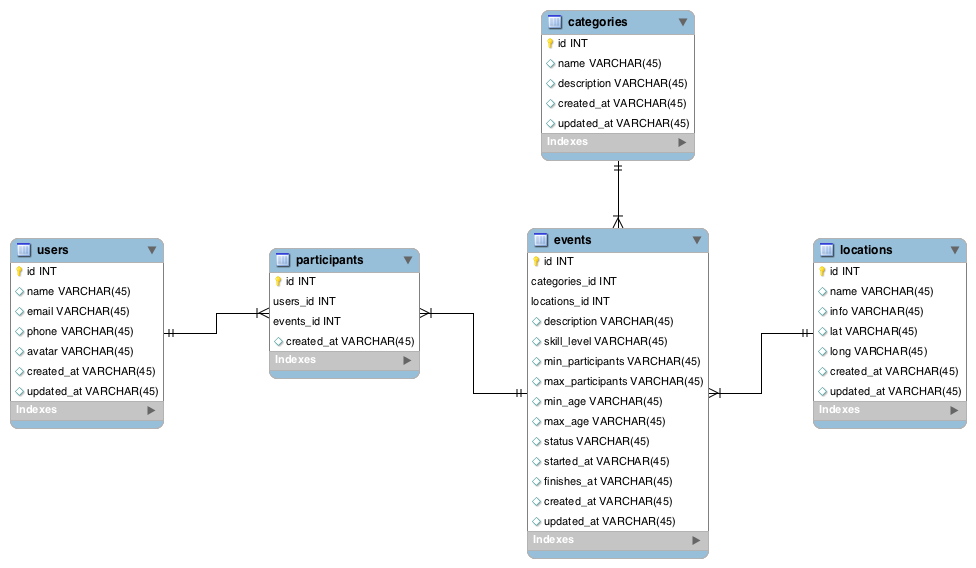 categories
id INT
name VARCHAR(45)
description VARCHAR(45)
created_at VARCHAR(45)
updated_at VARCHAR(45)
Indexes
users
id INT
name VARCHAR(45)
email VARCHAR(45)
phone VARCHAR(45)
avatar VARCHAR(45)
created_at VARCHAR(45)
updated_at VARCHAR(45)
Indexes
participants
id INT
users_id INT
events_id INT
created_at VARCHAR(45)
Indexes
events
id INT
categories_id INT
locations_id INT
description VARCHAR(45)
skill_level VARCHAR(45)
min_participants VARCHAR(45)
max_participants VARCHAR(45)
min_age VARCHAR(45)
max_age VARCHAR(45)
status VARCHAR(45)
started_at VARCHAR(45)
finishes_at VARCHAR(45)
created_at VARCHAR(45)
updated_at VARCHAR(45)
Indexes
locations
id INT
name VARCHAR(45)
info VARCHAR(45)
lat VARCHAR(45)
long VARCHAR(45)
created_at VARCHAR(45)
updated_at VARCHAR(45)
Indexes